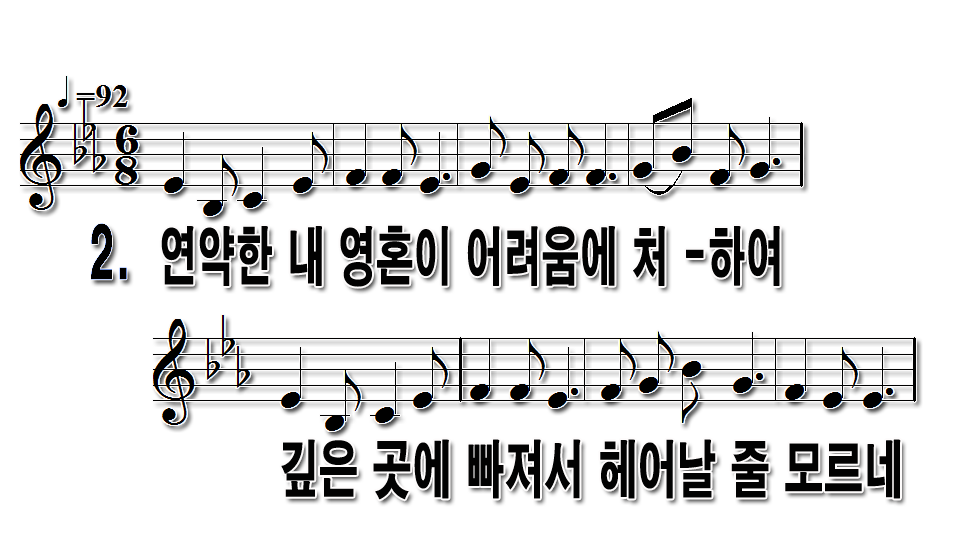 ♩=92
6
8
2. 연약한 내 영혼이 어려움에 처 -하여
깊은 곳에 빠져서 헤어날 줄 모르네